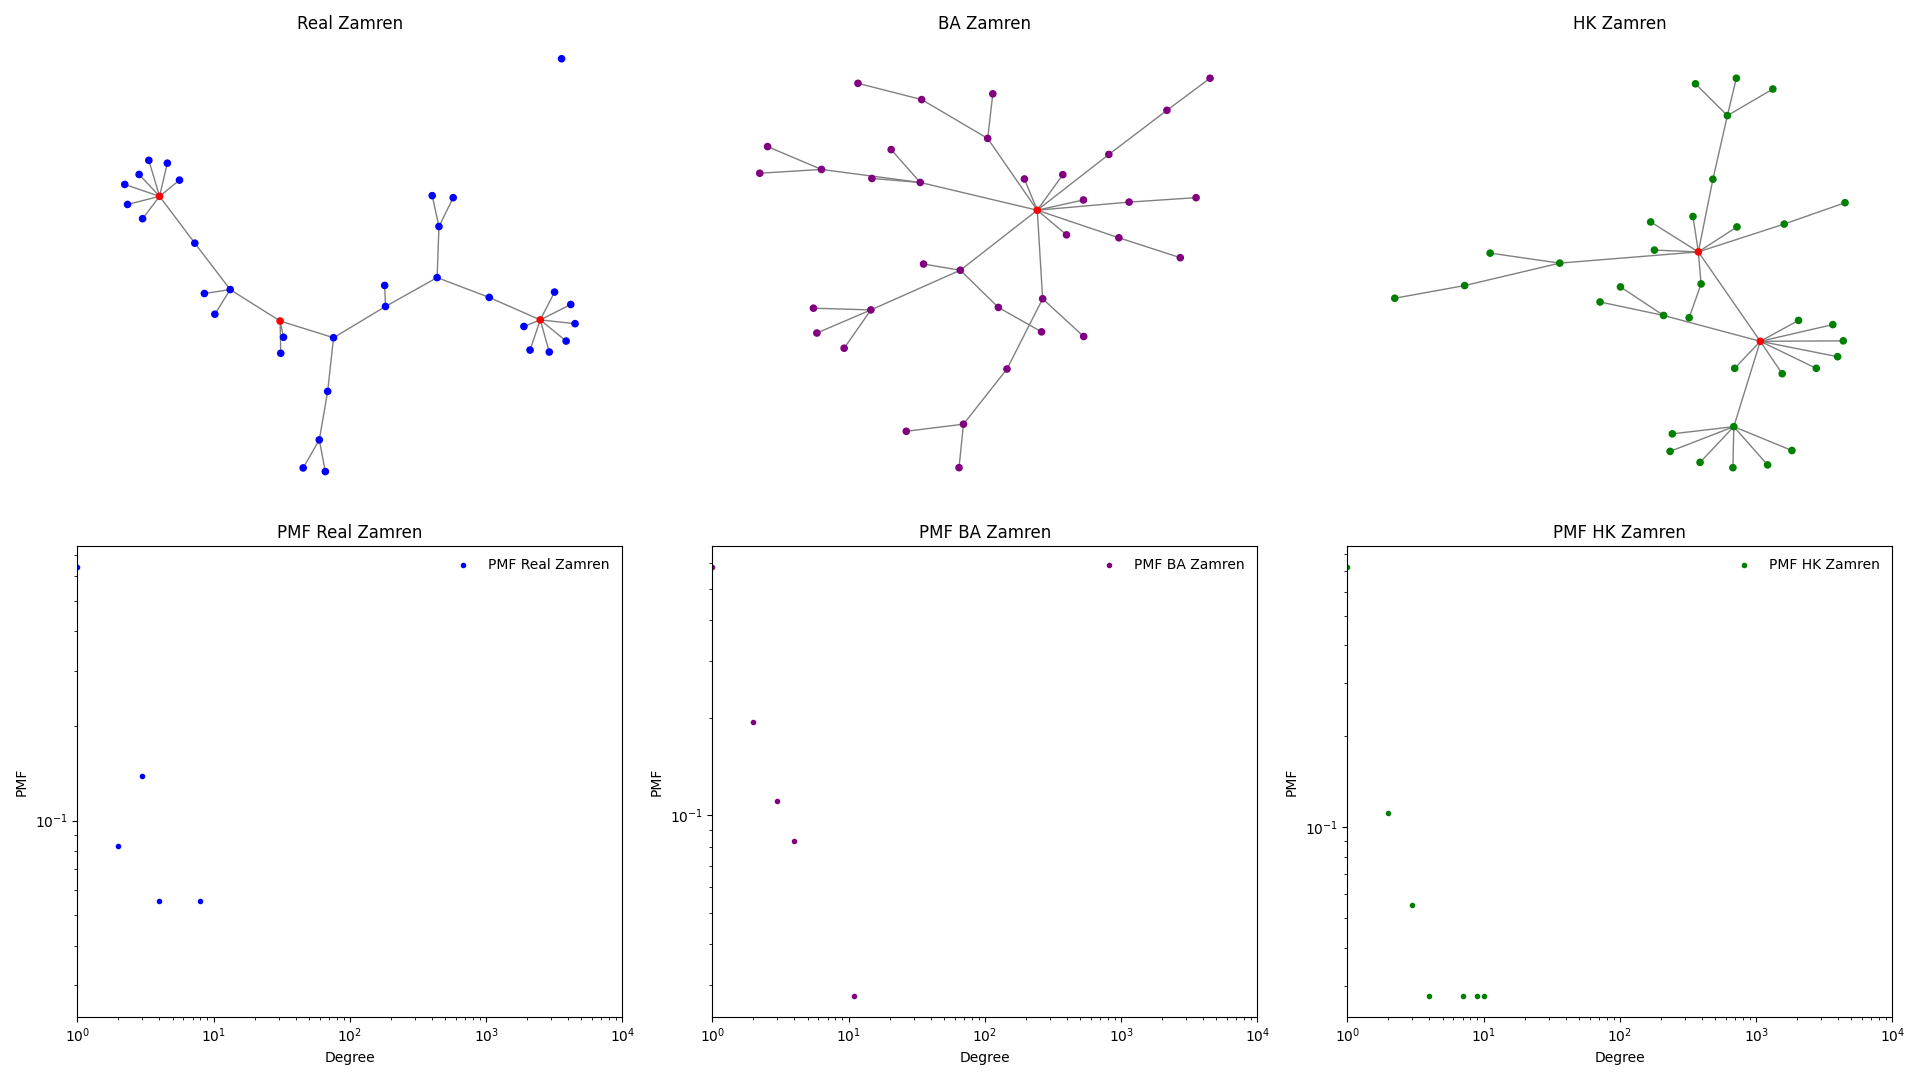 Real Zamren
BA Zamren
HK Zamren
PMF Real Zamren
PMF Real Zamren
PMF
10⁻¹
10⁰ 10¹ 10² 10³ 10⁴
Degree
PMF BA Zamren
PMF BA Zamren
PMF
10⁻¹
10⁰ 10¹ 10² 10³ 10⁴
Degree
PMF HK Zamren
PMF HK Zamren
PMF
10⁻¹
10⁰ 10¹ 10² 10³ 10⁴
Degree